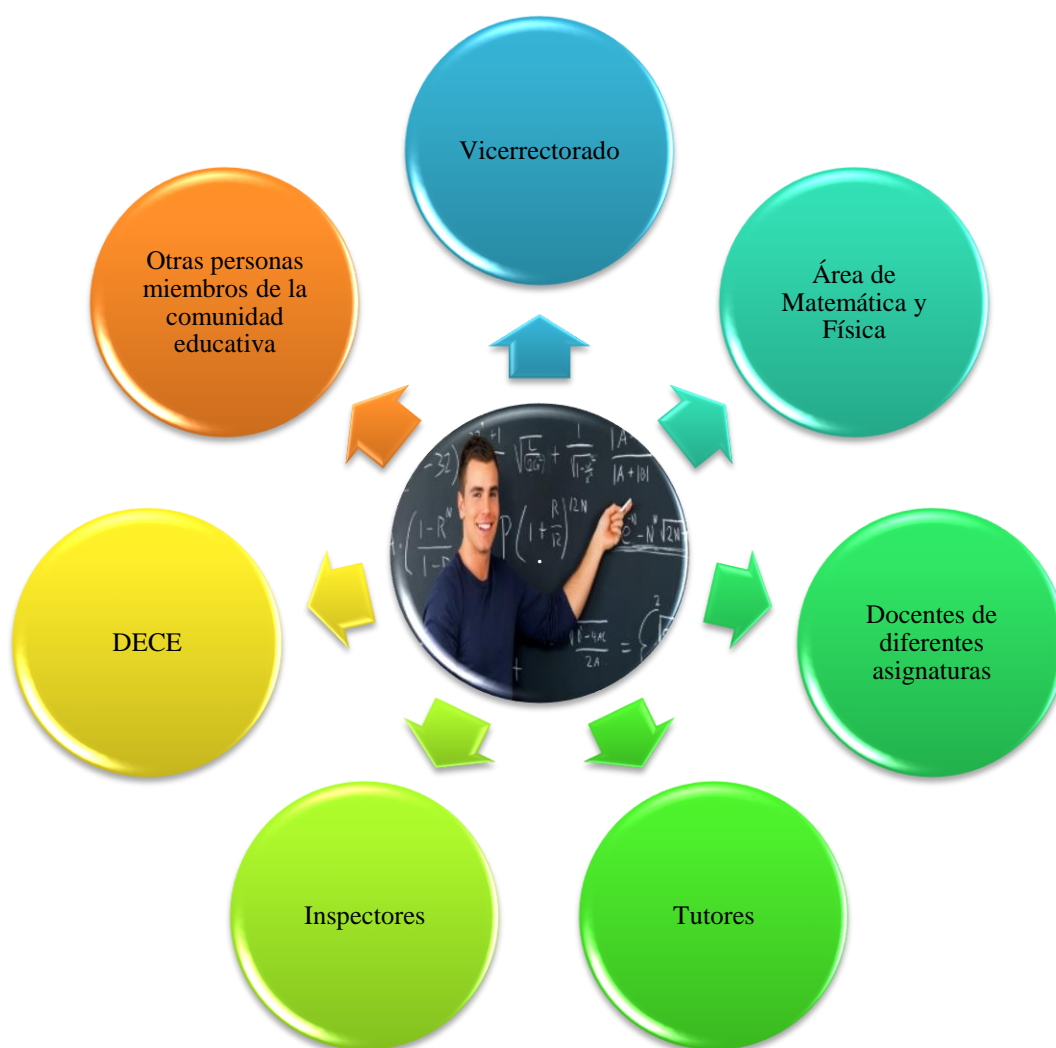 Vicerrectorado
Otras personas
miembros de la
comunidad
educativa
Área de
Matemática y
Física
DECE
Docentes de
diferentes
asignaturas
Inspectores
Tutores